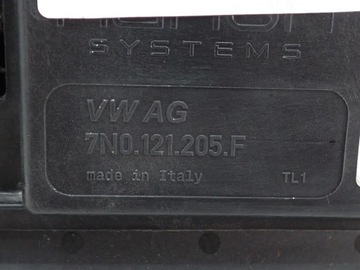 SYSTEMS
VW AG
7N0.121.205.F
made in Italy TL1